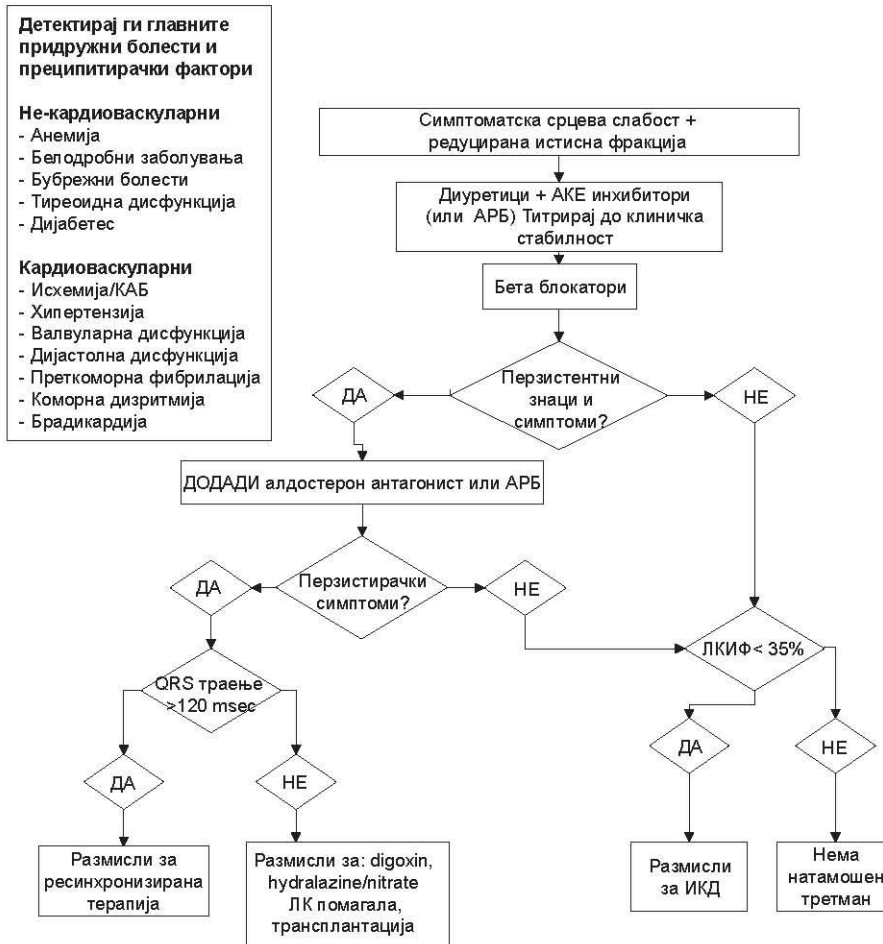 Детектирај ги главните
придружни болести и
преципитирачки фактори
Не-кардиоваскуларни
- Анемија
- Белодробни заболувања
- Бубрежни болести
- Тиреоидна дисфункција
- Дијабетес
Кардиоваскуларни
- Исхемија/КАБ
- Хипертензија
- Валвуларна дисфункција
- Дијастолна дисфункција
- Преткоморна фибрилација
- Коморна дизритмија
- Брадикардија
Симптоматска срцева слабост +
редуцирана истисна фракција
Диуретици + АКЕ инхибитори
(или АРБ) Титрирај до клиничка
стабилност
Бета блокатори
Перзистентни
знаци и
симптоми?
ДА
НЕ
ДОДАДИ алдостерон антагонист или АРБ
Перзистирачки
симптоми?
ДА
НЕ
ЛКИФ< 35%
QRS траење
>120 msec
ДА
НЕ
ДА
НЕ
Размисли за
ресинхронизирана
терапија
Размисли за: digoxin,
hydralazine/nitrate
ЛК помагала,
трансплантација
Размисли
за ИКД
Нема
натамошен
третман